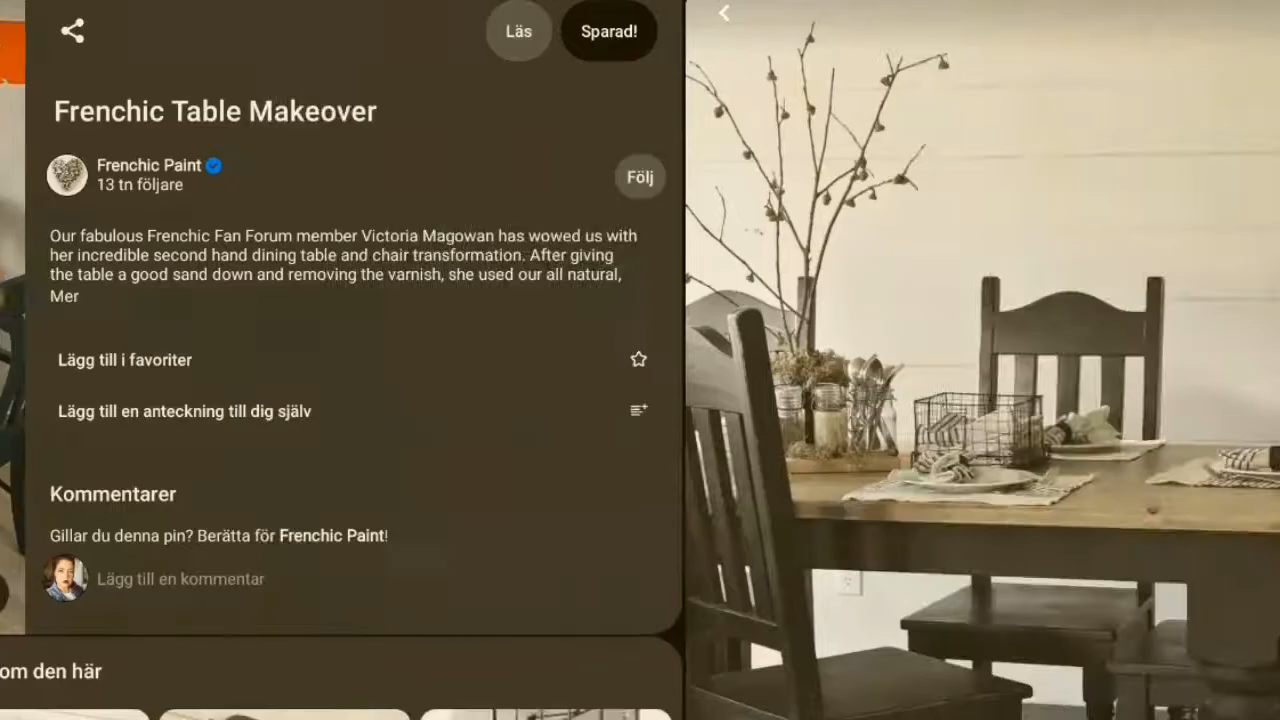 Läs
Sparad!
Frenchic Table Makeover
Frenchic Paint
13 tn följare
Följ
Our fabulous Frenchic Fan Forum member Victoria Magowan has wowed us with
her incredible second hand dining table and chair transformation. After giving
the table a good sand down and removing the varnish, she used our all natural,
Mer
Lägg till i favoriter
Lägg till en anteckning till dig själv
Kommentarer
Gillar du denna pin? Berätta för Frenchic Paint!
Lägg till en kommentar
om den här